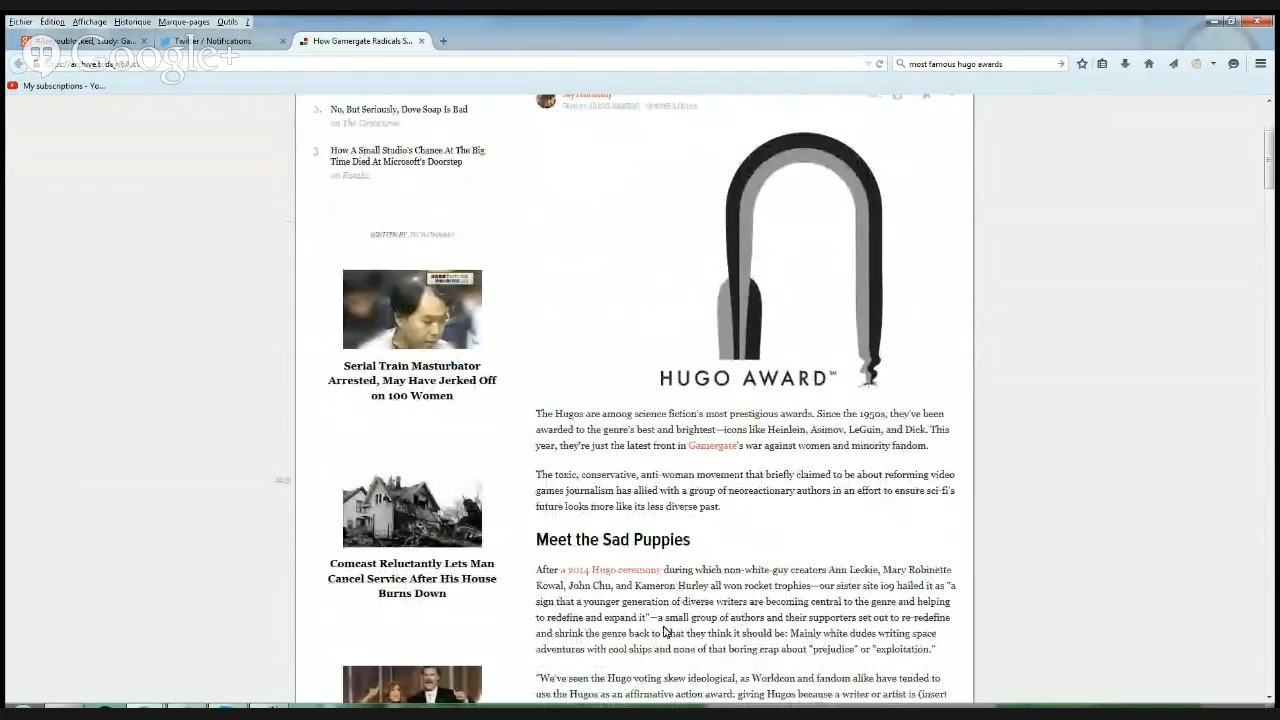 Fichier Édition Affichage Historique Marque-pages Outils ?
Twitter / Notifications
How Gamergate Radicals S...
Google+
most famous hugo awards
My subscriptions - Yo...
No, But Seriously, Dove Soap Is Bad
on The Concourse
3 How A Small Studio's Chance At The Big
Time Died At Microsoft's Doorstep
on Kotaku
WRITTEN BY JAY HATHAWAY
Serial Train Masturbator
Arrested, May Have Jerked Off
on 100 Women
Comcast Reluctantly Lets Man
Cancel Service After His House
Burns Down
HUGO AWARD™
The Hugos are among science fiction's most prestigious awards. Since the 1950s, they've been
awarded to the genre's best and brightest—icons like Heinlein, Asimov, LeGuin, and Dick. This
year, they're just the latest front in Gamergate's war against women and minority fandom.
The toxic, conservative, anti-woman movement that briefly claimed to be about reforming video
games journalism has allied with a group of neoreactionary authors in an effort to ensure sci-fi's
future looks more like its less diverse past.
Meet the Sad Puppies
After a 2014 Hugo ceremony during which non-white-guy creators Ann Leckie, Mary Robinette
Kowal, John Chu, and Kameron Hurley all won rocket trophies—our sister site io9 hailed it as "a
sign that a younger generation of diverse writers are becoming central to the genre and helping
to redefine and expand it"—a small group of authors and their supporters set out to re-redefine
and shrink the genre back to what they think it should be: Mainly white dudes writing space
adventures with cool ships and none of that boring crap about "prejudice" or "exploitation."
"We've seen the Hugo voting skew ideological, as Worldcon and fandom alike have tended to
use the Hugos as an affirmative action award: giving Hugos because a writer or artist is (insert